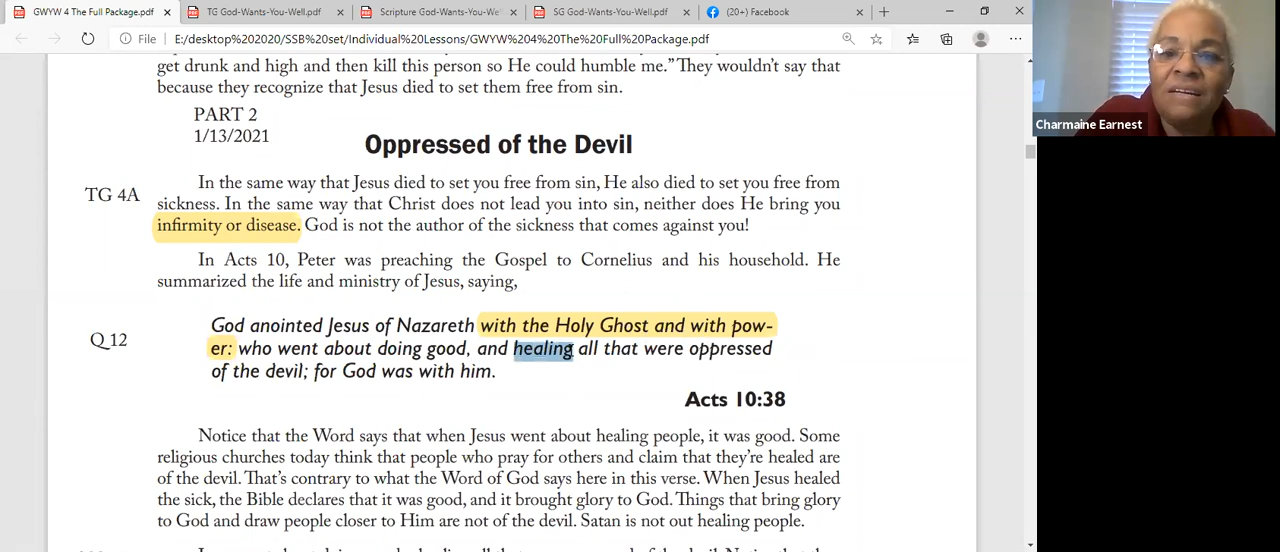 GWYW 4 The Full Package.pdf
TG God-Wants-You-Well.pdf
Scripture God-Wants-You-We
SG God-Wants-You-Well.pdf
(20+) Facebook
File
E:/desktop%202020/SSB%20set/Individual%20Lessons/GWYW%204%20The%20Full%20Package.pdf
Charmaine Earnest
get drunk and high and then kill this person so He could humble me.” They wouldn’t say that
because they recognize that Jesus died to set them free from sin.
PART 2
1/13/2021
Oppressed of the Devil
TG 4A
In the same way that Jesus died to set you free from sin, He also died to set you free from
sickness. In the same way that Christ does not lead you into sin, neither does He bring you
infirmity or disease. God is not the author of the sickness that comes against you!
In Acts 10, Peter was preaching the Gospel to Cornelius and his household. He
summarized the life and ministry of Jesus, saying,
Q 12
God anointed Jesus of Nazareth with the Holy Ghost and with pow-
er: who went about doing good, and healing all that were oppressed
of the devil; for God was with him.
Acts 10:38
Notice that the Word says that when Jesus went about healing people, it was good. Some
religious churches today think that people who pray for others and claim that they’re healed are
of the devil. That’s contrary to what the Word of God says here in this verse. When Jesus healed
the sick, the Bible declares that it was good, and it brought glory to God. Things that bring glory
to God and draw people closer to Him are not of the devil. Satan is not out healing people.